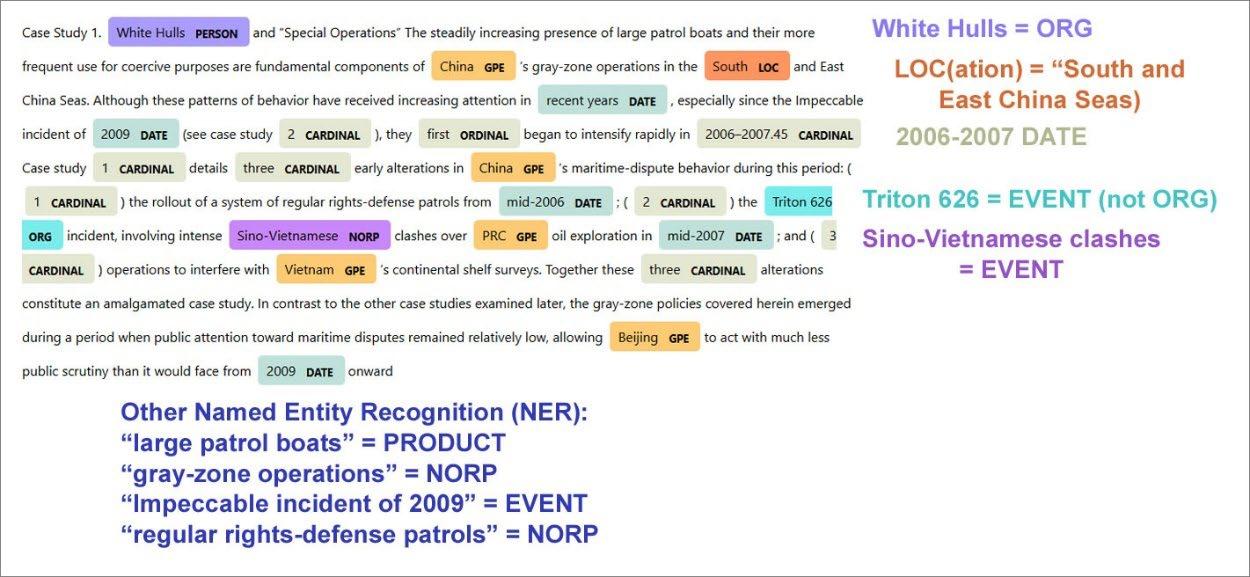 Case Study 1. White Hulls PERSON and “Special Operations” The steadily increasing presence of large patrol boats and their more
frequent use for coercive purposes are fundamental components of China GPE 's gray-zone operations in the South LOC and East
China Seas. Although these patterns of behavior have received increasing attention in recent years DATE , especially since the Impeccable
incident of 2009 DATE (see case study 2 CARDINAL ), they first ORDINAL began to intensify rapidly in 2006–2007.45 CARDINAL
Case study 1 CARDINAL details three CARDINAL early alterations in China GPE 's maritime-dispute behavior during this period: (
1 CARDINAL ) the rollout of a system of regular rights-defense patrols from mid-2006 DATE ; ( 2 CARDINAL ) the Triton 626
ORG incident, involving intense Sino-Vietnamese NORP clashes over PRC GPE oil exploration in mid-2007 DATE ; and ( 3
CARDINAL ) operations to interfere with Vietnam GPE 's continental shelf surveys. Together these three CARDINAL alterations
constitute an amalgamated case study. In contrast to the other case studies examined later, the gray-zone policies covered herein emerged
during a period when public attention toward maritime disputes remained relatively low, allowing Beijing GPE to act with much less
public scrutiny than it would face from 2009 DATE onward
White Hulls = ORG
LOC(ation) = “South and
East China Seas)
2006-2007 DATE
Triton 626 = EVENT (not ORG)
Sino-Vietnamese clashes
= EVENT
Other Named Entity Recognition (NER):
“large patrol boats” = PRODUCT
“gray-zone operations” = NORP
“Impeccable incident of 2009” = EVENT
“regular rights-defense patrols” = NORP